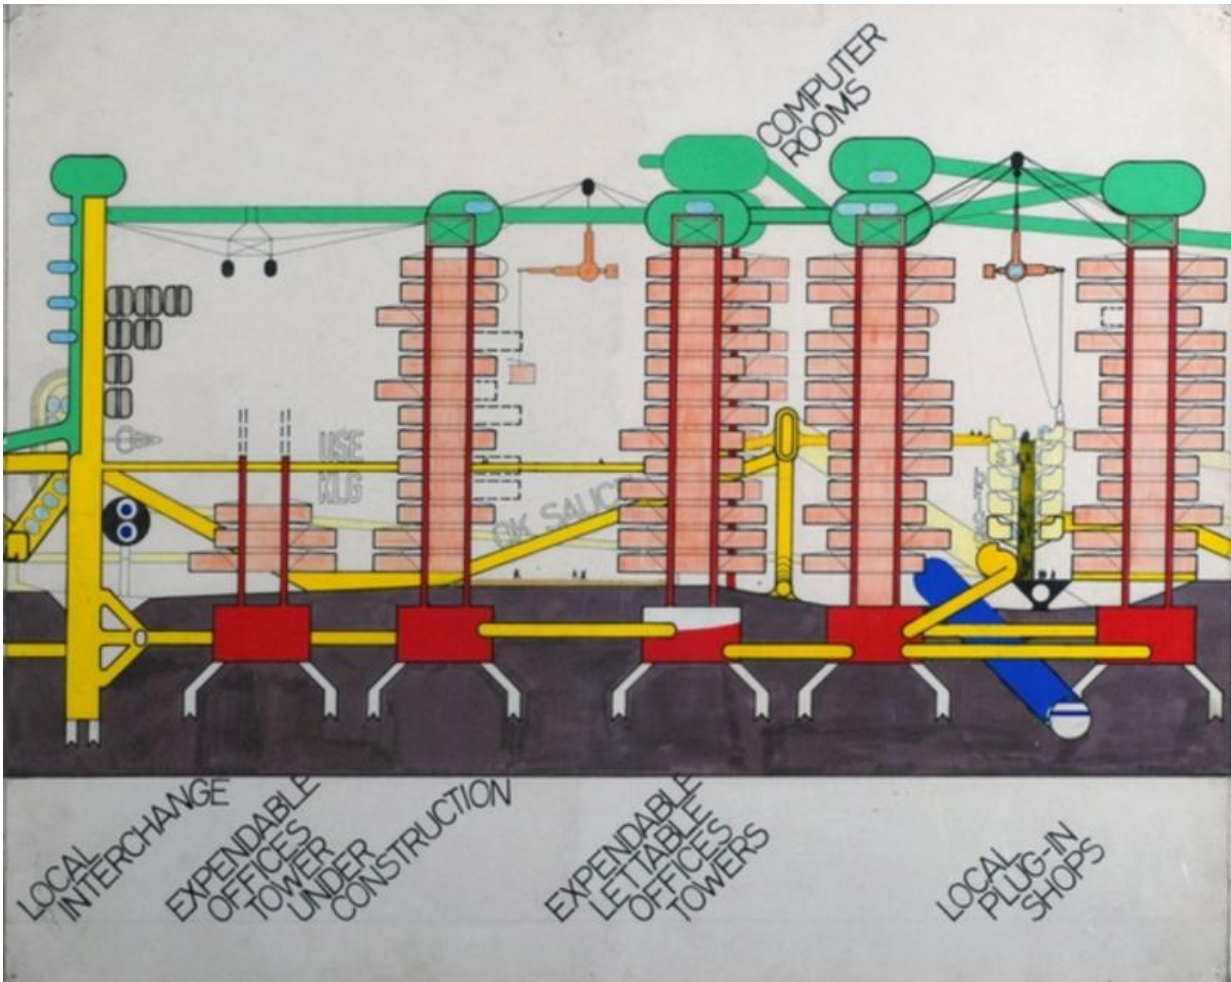 COMPUTER
ROOMS
USE
KLG
OK SAUCE
LOCAL
INTERCHANGE
EXPENDABLE
OFFICES
TOWER
UNDER
CONSTRUCTION
EXPENDABLE
LETTABLE
OFFICES
TOWERS
LOCAL
PLUG-IN
SHOPS